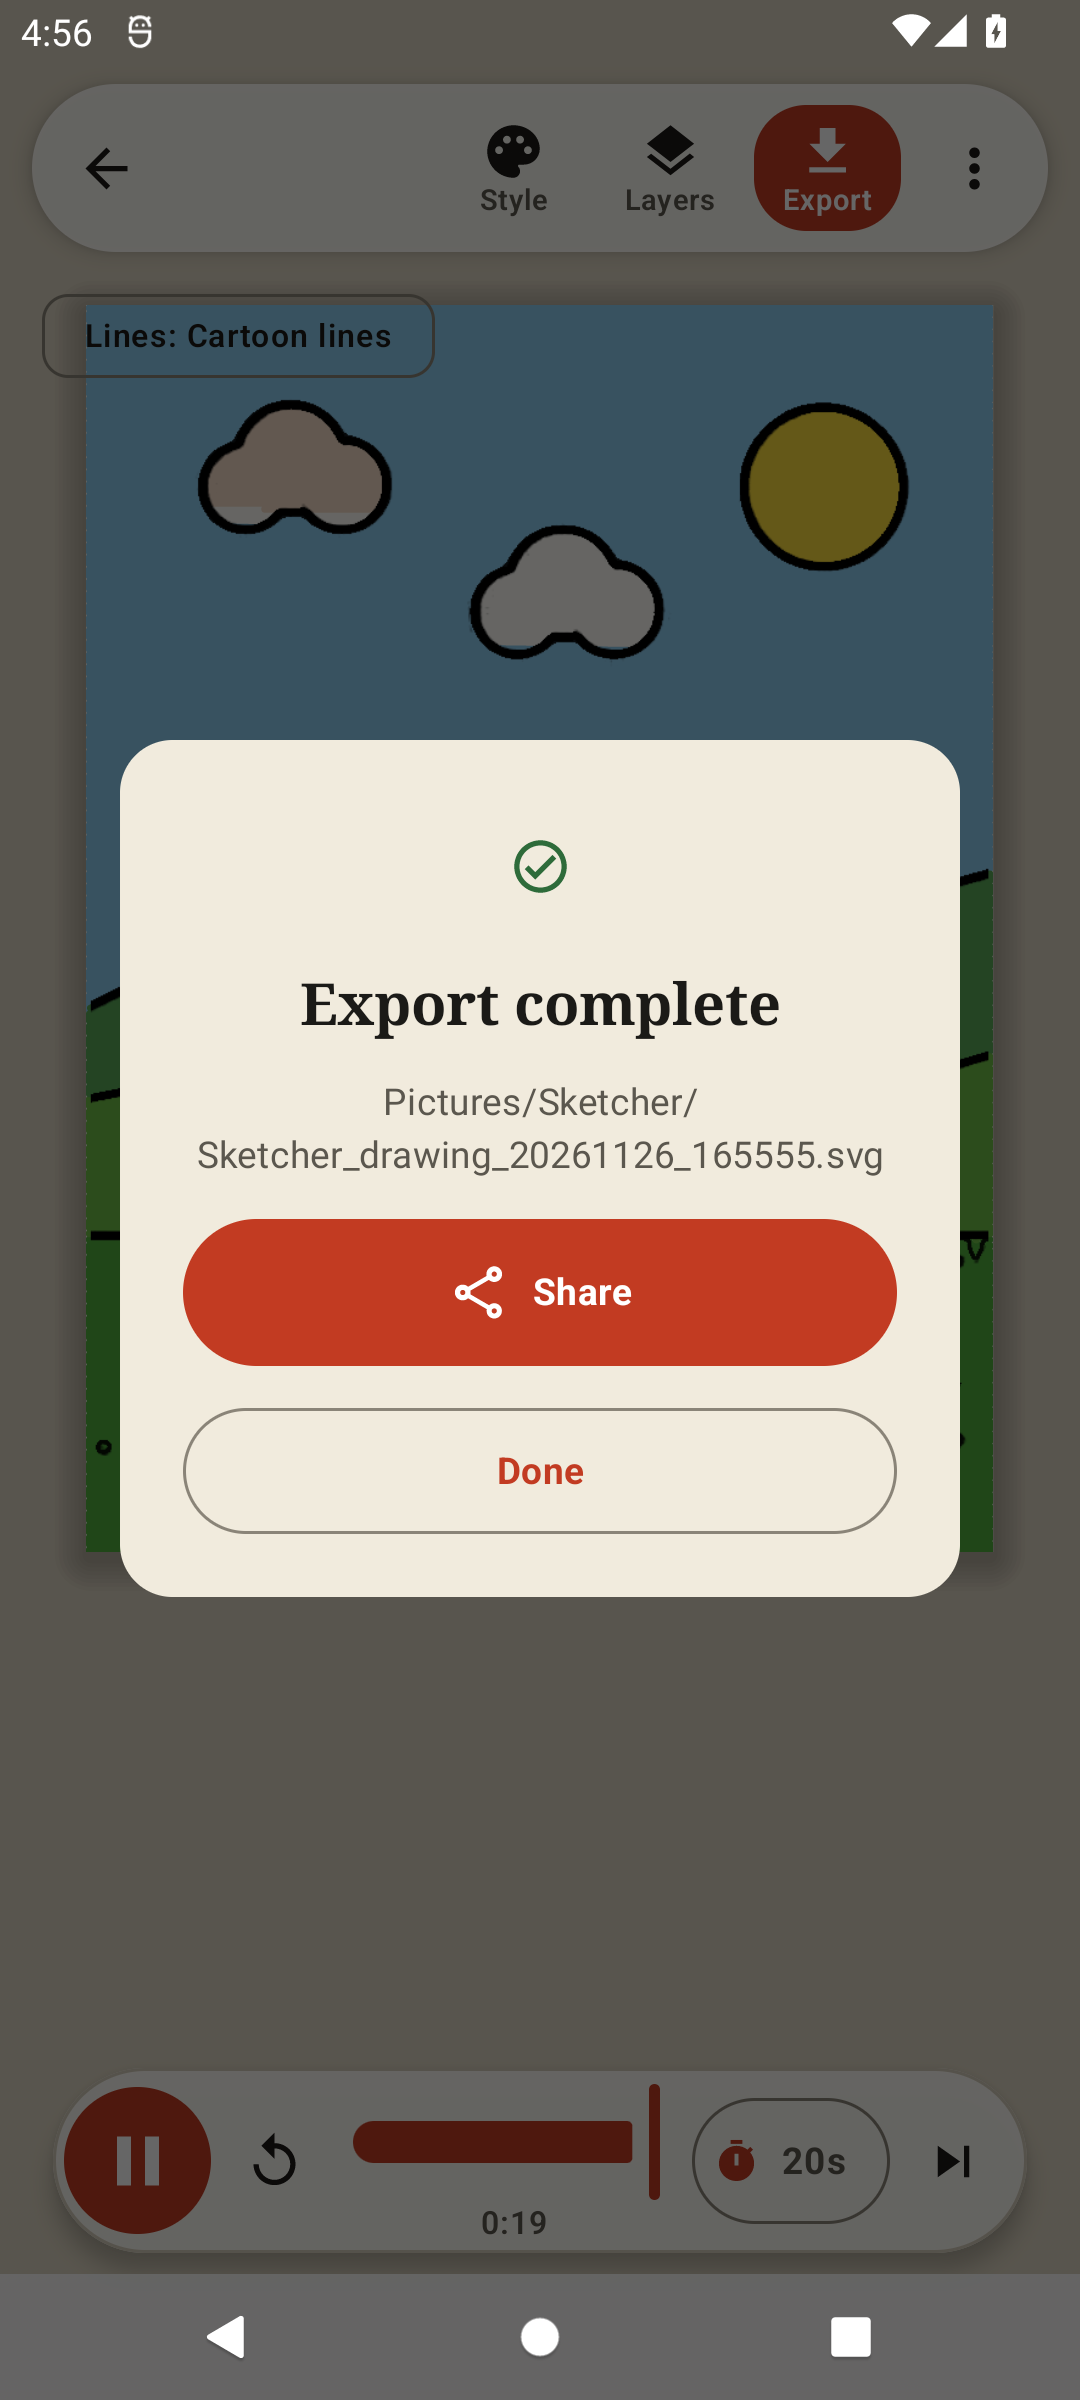 4:56
Style
Layers
Export
Lines: Cartoon lines
Export complete
Pictures/Sketcher/
Sketcher_drawing_20261126_165555.svg
Share
Done
0:19
20s